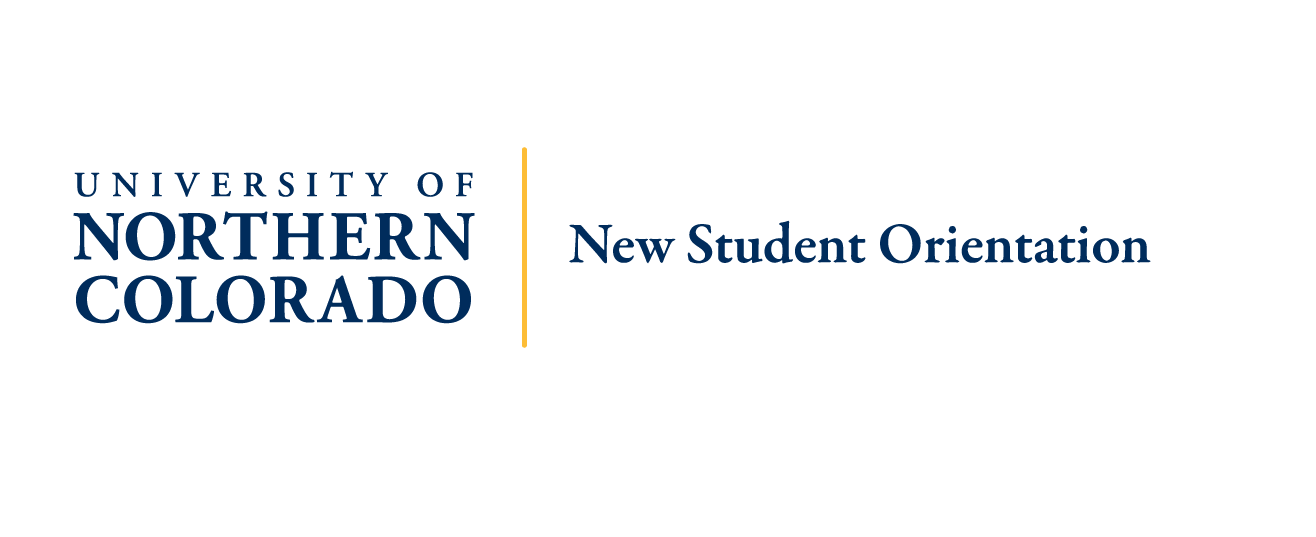 UNIVERSITY OF
NORTHERN
COLORADO
New Student Orientation